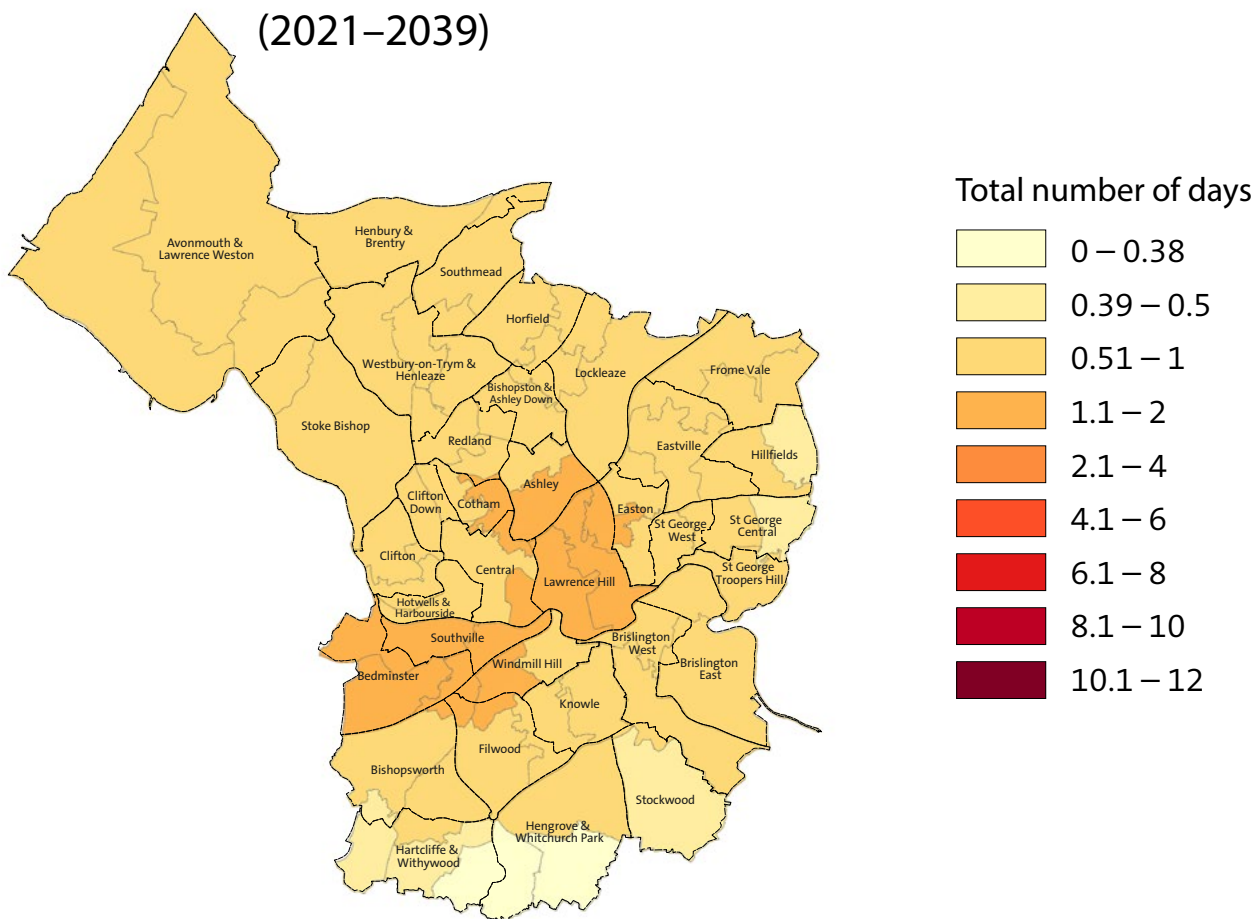 (2021–2039)
Total number of days
0 – 0.38
0.39 – 0.5
0.51 – 1
1.1 – 2
2.1 – 4
4.1 – 6
6.1 – 8
8.1 – 10
10.1 – 12
Avonmouth &
Lawrence Weston
Henbury &
Brentry
Southmead
Horfield
Westbury-on-Trym &
Henleaze
Lockleaze
Frome Vale
Bishopston &
Ashley Down
Stoke Bishop
Redland
Eastville
Hillfields
Ashley
Cotham
Clifton
Down
Easton
St George
West
St George
Central
Clifton
Central
Lawrence Hill
St George
Troopers Hill
Hotwells &
Harbourside
Southville
Brislington
West
Windmill Hill
Brislington
East
Bedminster
Knowle
Filwood
Bishopsworth
Stockwood
Hengrove &
Whitchurch Park
Hartcliffe &
Withywood